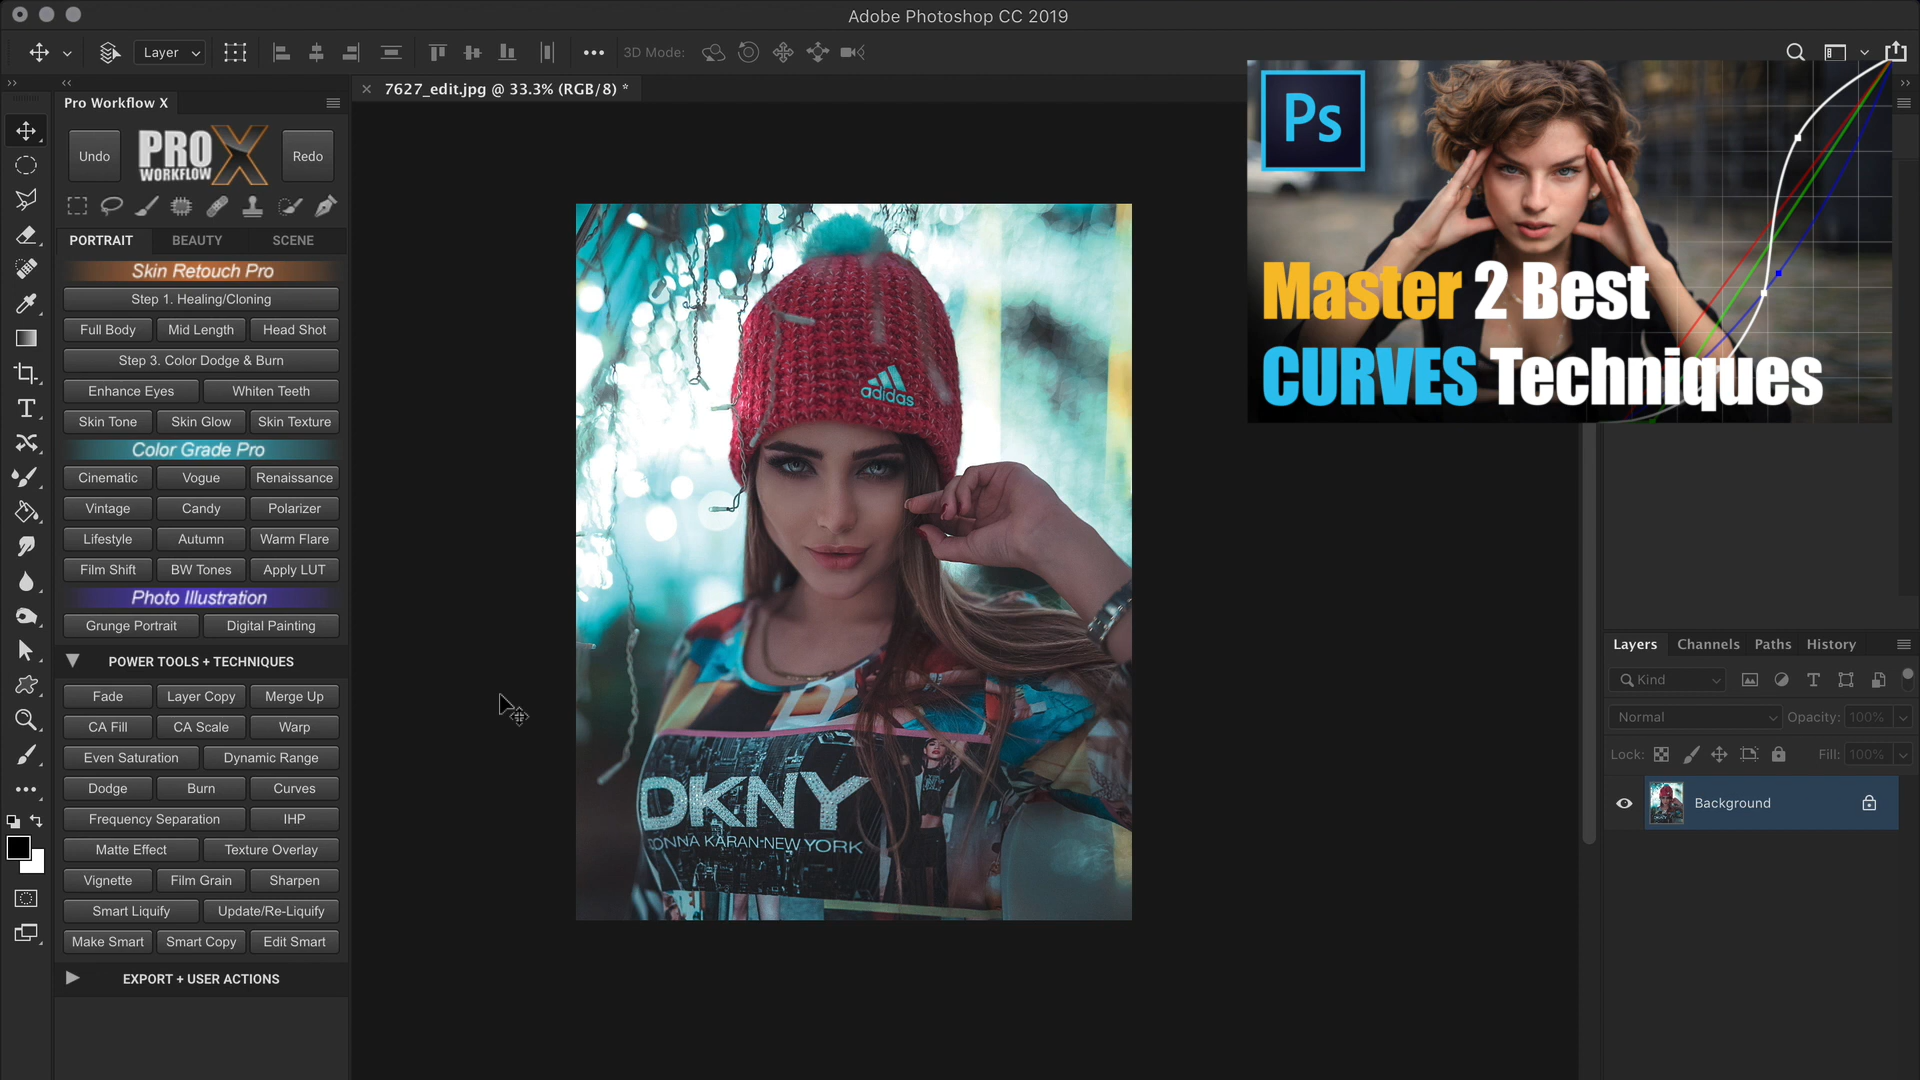 Adobe Photoshop CC 2019
Layer
3D Mode:
Pro Workflow X
7627_edit.jpg @ 33.3% (RGB/8) *
Undo
PRO
WORKFLOW X
Redo
PORTRAIT BEAUTY SCENE
Skin Retouch Pro
Step 1. Healing/Cloning
Full Body Mid Length Head Shot
Step 3. Color Dodge & Burn
Enhance Eyes Whiten Teeth
Skin Tone Skin Glow Skin Texture
Color Grade Pro
Cinematic Vogue Renaissance
Vintage Candy Polarizer
Lifestyle Autumn Warm Flare
Film Shift BW Tones Apply LUT
Photo Illustration
Grunge Portrait Digital Painting
POWER TOOLS + TECHNIQUES
Fade Layer Copy Merge Up
CA Fill CA Scale Warp
Even Saturation Dynamic Range
Dodge Burn Curves
Frequency Separation IHP
Matte Effect Texture Overlay
Vignette Film Grain Sharpen
Smart Liquify Update/Re-Liquify
Make Smart Smart Copy Edit Smart
EXPORT + USER ACTIONS
adidas
DKNY
DONNA KARAN·NEW YORK
Ps
Master 2 Best
CURVES Techniques
Layers Channels Paths History
Kind
Normal Opacity: 100%
Lock: Fill: 100%
Background